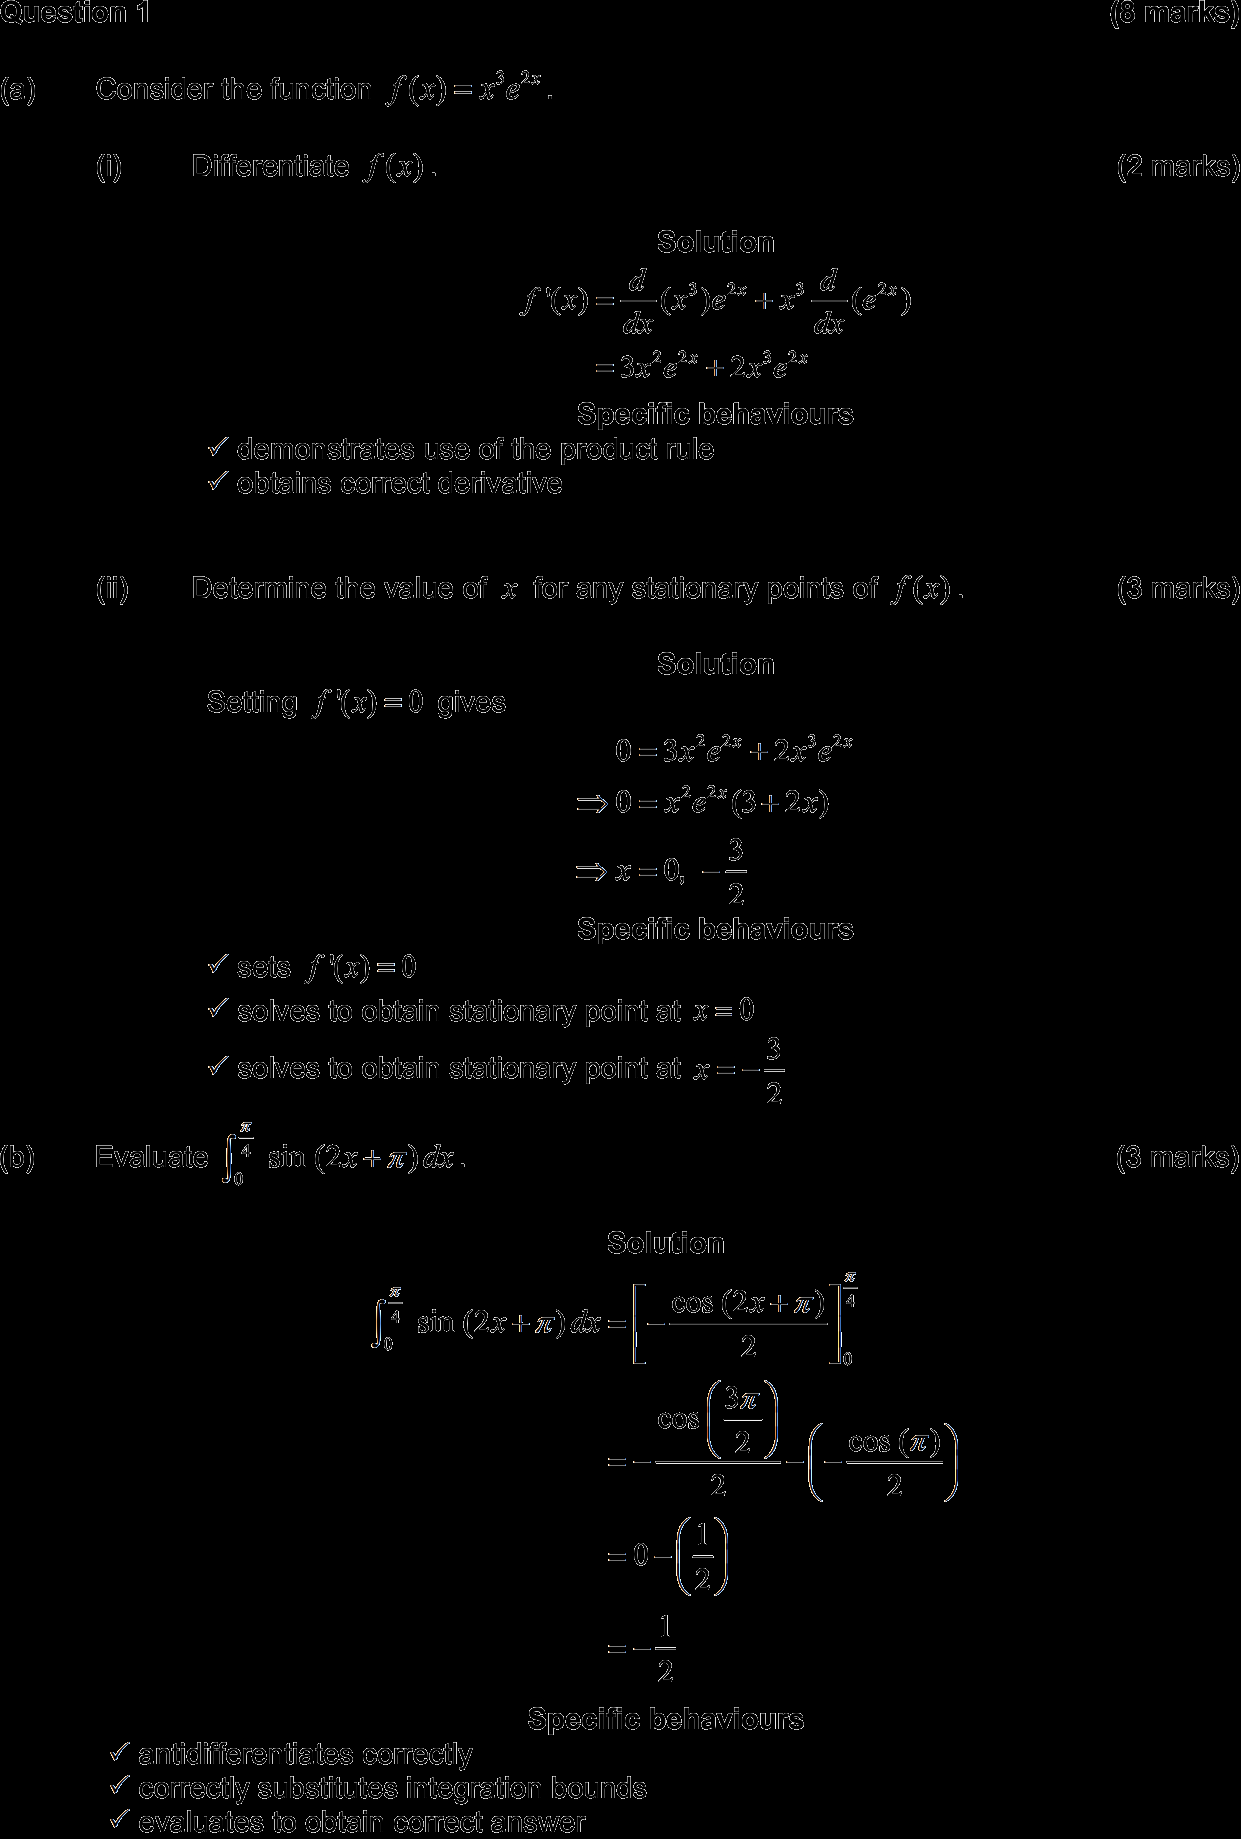 Question 1 (8 marks)
(a) Consider the function f(x) = x³e²ˣ.
(i) Differentiate f(x). (2 marks)
Solution
f'(x) = d/dx (x³)e²ˣ + x³ d/dx (e²ˣ)
= 3x²e²ˣ + 2x³e²ˣ
Specific behaviours
✓ demonstrates use of the product rule
✓ obtains correct derivative
(ii) Determine the value of x for any stationary points of f(x). (3 marks)
Solution
Setting f'(x) = 0 gives
0 = 3x²e²ˣ + 2x³e²ˣ
⇒ 0 = x²e²ˣ(3 + 2x)
⇒ x = 0, −3/2
Specific behaviours
✓ sets f'(x) = 0
✓ solves to obtain stationary point at x = 0
✓ solves to obtain stationary point at x = −3/2
(b) Evaluate ∫₀^(π/4) sin (2x + π) dx. (3 marks)
Solution
∫₀^(π/4) sin (2x + π) dx = [−cos (2x + π)/2]₀^(π/4)
= −cos(3π/2)/2 − (−cos (π)/2)
= 0 − (1/2)
= −1/2
Specific behaviours
✓ antidifferentiates correctly
✓ correctly substitutes integration bounds
✓ evaluates to obtain correct answer